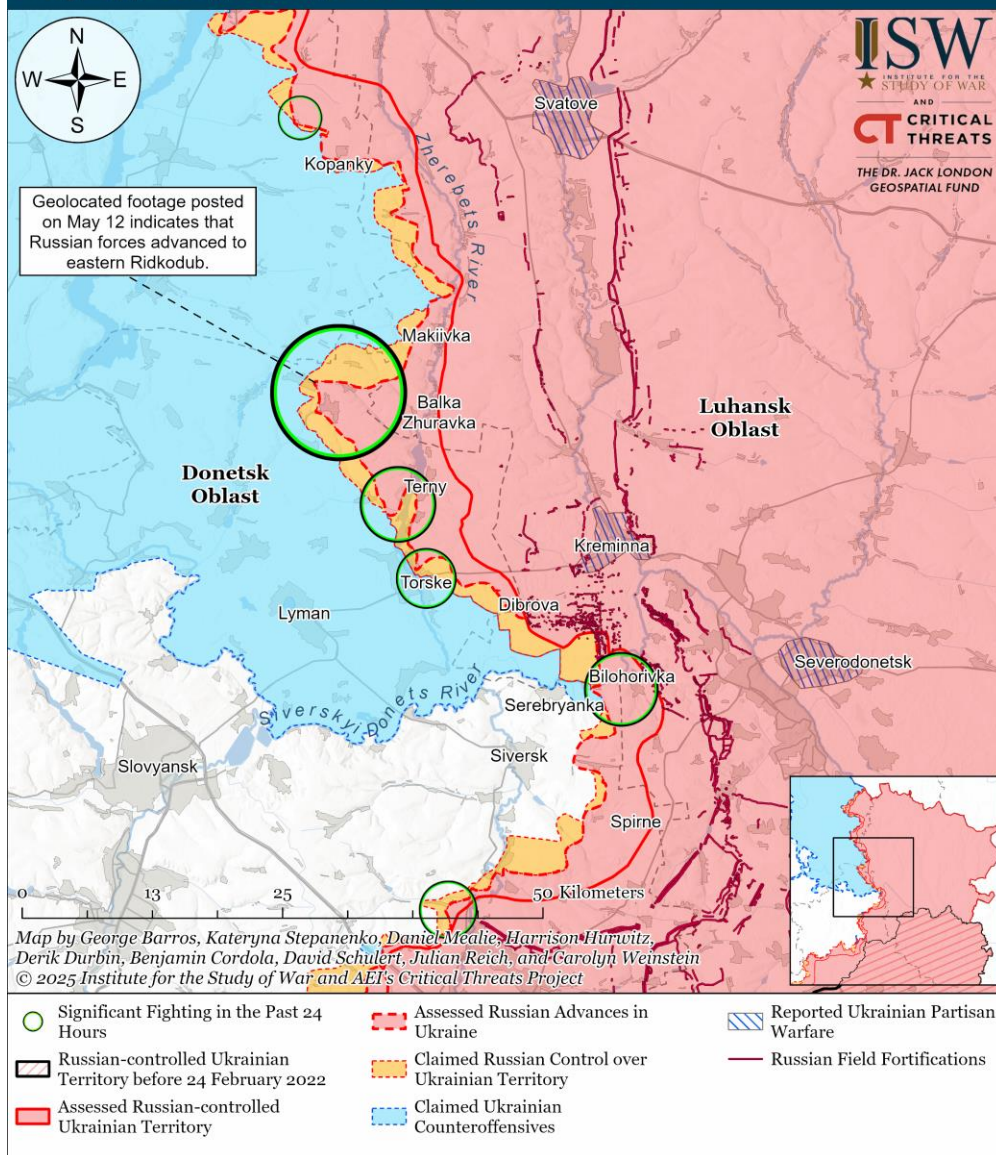 N
W E
S
ISW
INSTITUTE FOR THE
STUDY OF WAR
AND
CT CRITICAL
THREATS
THE DR. JACK LONDON
GEOSPATIAL FUND
Svatove
Kopanky
Zherebets River
Geolocated footage posted
on May 12 indicates that
Russian forces advanced to
eastern Ridkodub.
Makiivka
Balka
Zhuravka
Luhansk
Oblast
Donetsk
Oblast
Terny
Kreminna
Torske
Lyman
Dibrova
Severodonetsk
Bilohorivka
Serebryanka
Siverskyi Donets River
Siversk
Slovyansk
Spirne
0 13 25 50 Kilometers
Map by George Barros, Kateryna Stepanenko, Daniel Mealie, Harrison Hurwitz,
Derik Durbin, Benjamin Cordola, David Schulert, Julian Reich, and Carolyn Weinstein
© 2025 Institute for the Study of War and AEI's Critical Threats Project
Significant Fighting in the Past 24
Hours
Russian-controlled Ukrainian
Territory before 24 February 2022
Assessed Russian-controlled
Ukrainian Territory
Assessed Russian Advances in
Ukraine
Claimed Russian Control over
Ukrainian Territory
Claimed Ukrainian
Counteroffensives
Reported Ukrainian Partisan
Warfare
Russian Field Fortifications